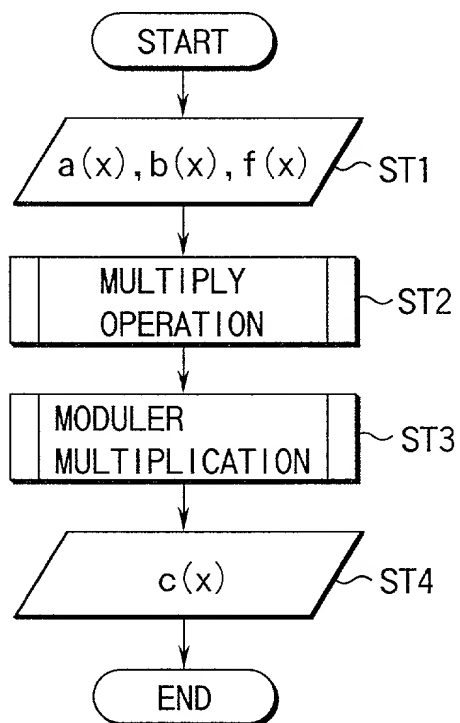 START
a(x),b(x),f(x)
ST1
MULTIPLY
OPERATION
ST2
MODULER
MULTIPLICATION
ST3
c(x)
ST4
END